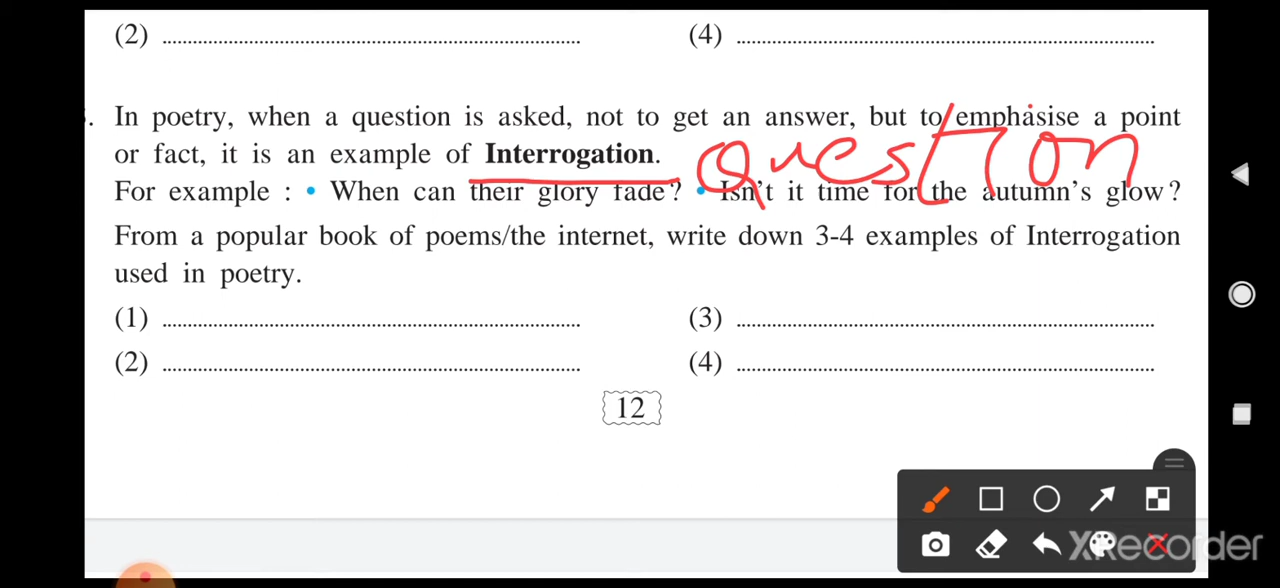 (2) ........................ (4) ........................
. In poetry, when a question is asked, not to get an answer, but to emphasise a point
or fact, it is an example of Interrogation. question
For example : • When can their glory fade? • Isn't it time for the autumn's glow?
From a popular book of poems/the internet, write down 3-4 examples of Interrogation
used in poetry.
(1) ........................ (3) ........................
(2) ........................ (4) ........................
12
XRecorder